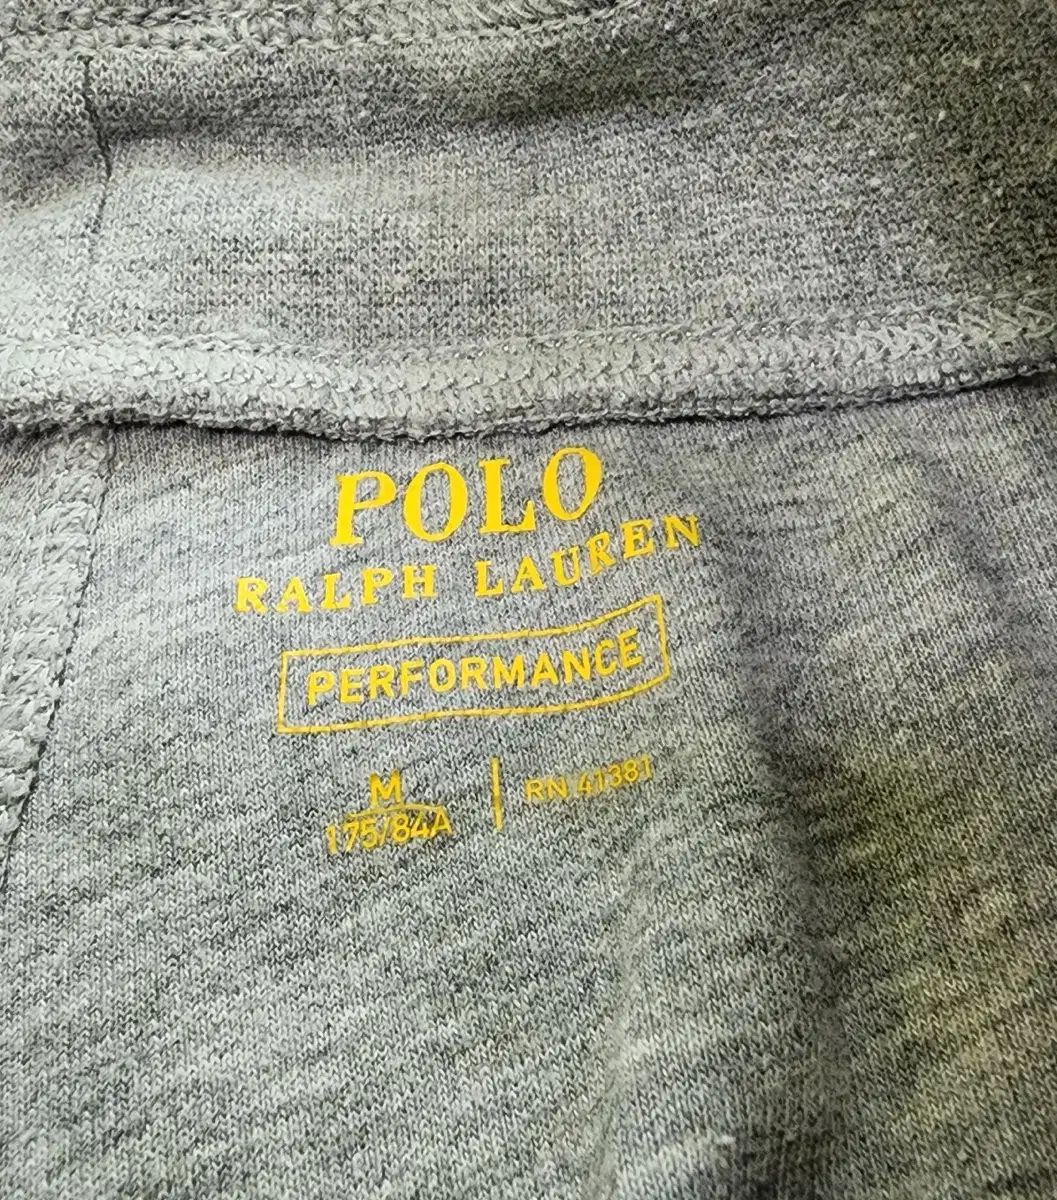 POLO
RALPH LAUREN
PERFORMANCE
M
175/84A
RN 41381